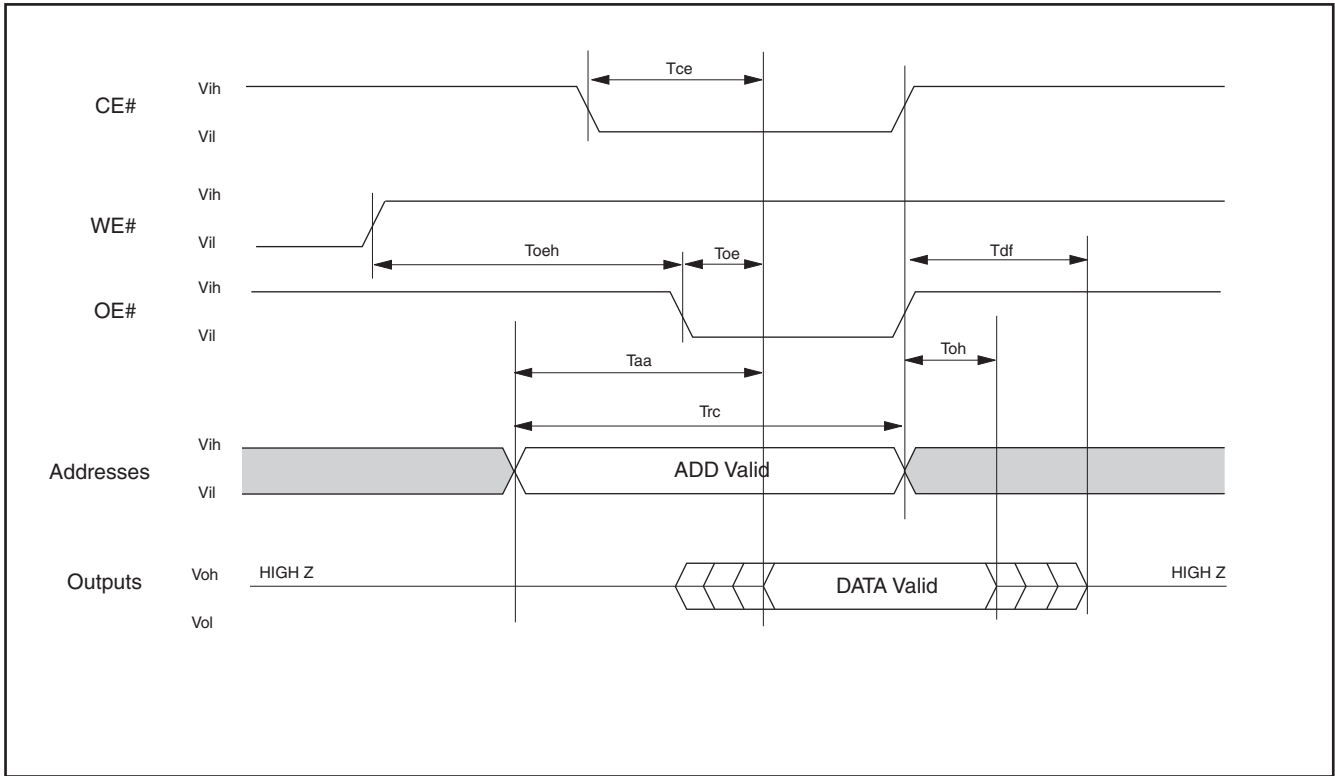 Tce
CE#
Vih
Vil
WE#
Vih
Vil
Toeh
Toe
Tdf
OE#
Vih
Vil
Taa
Toh
Trc
Addresses
Vih
Vil
ADD Valid
Outputs
Voh
Vol
HIGH Z
DATA Valid
HIGH Z